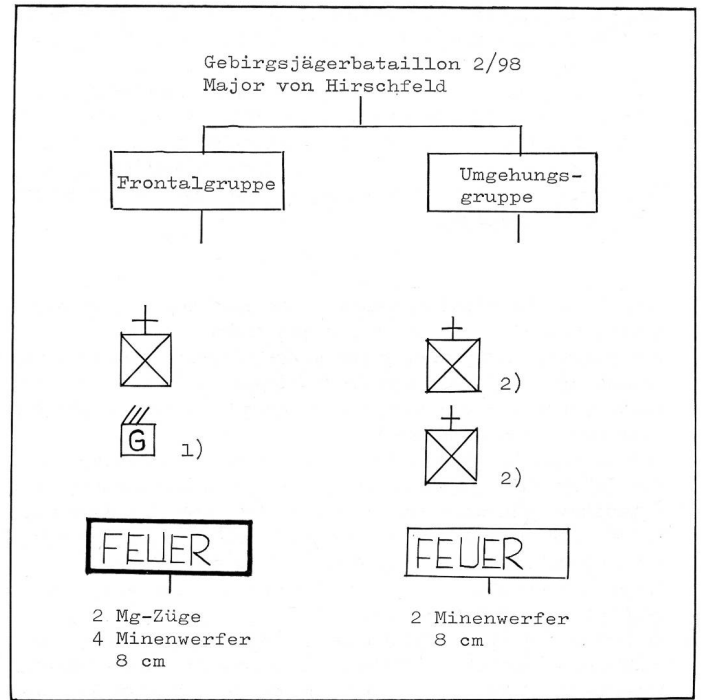 Gebirgsjägerbataillon 2/98
Major von Hirschfeld
Frontalgruppe
Umgehungs-
gruppe
2)
G 1)
2)
FEUER
FEUER
2 Mg-Züge
4 Minenwerfer
8 cm
2 Minenwerfer
8 cm